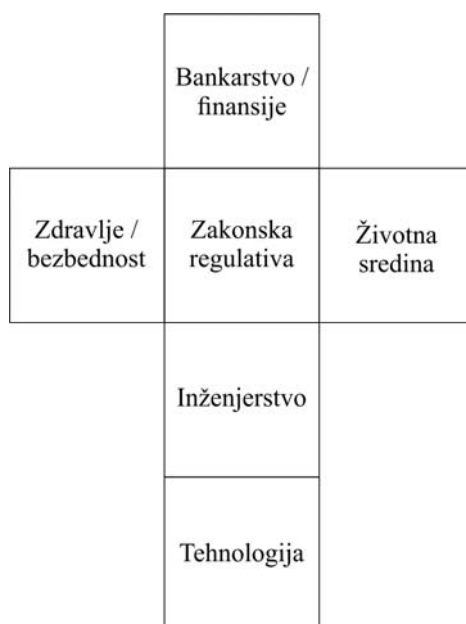 Bankarstvo /
finansije
Zdravlje /
bezbednost
Zakonska
regulativa
Životna
sredina
Inženjerstvo
Tehnologija